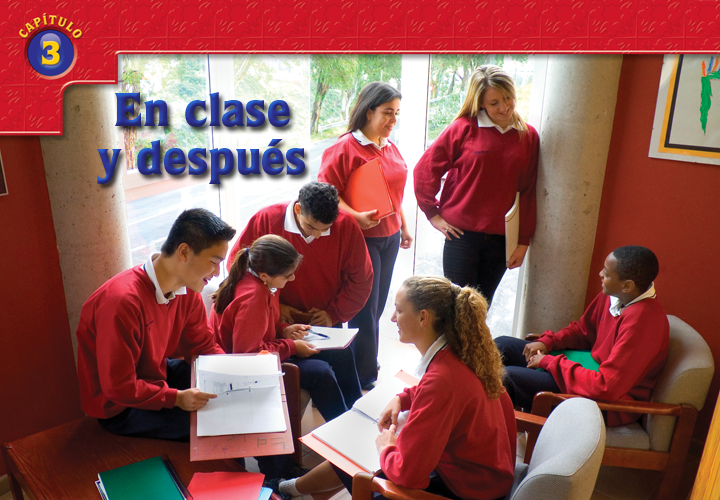 CAPÍTULO
3
En clase
y después